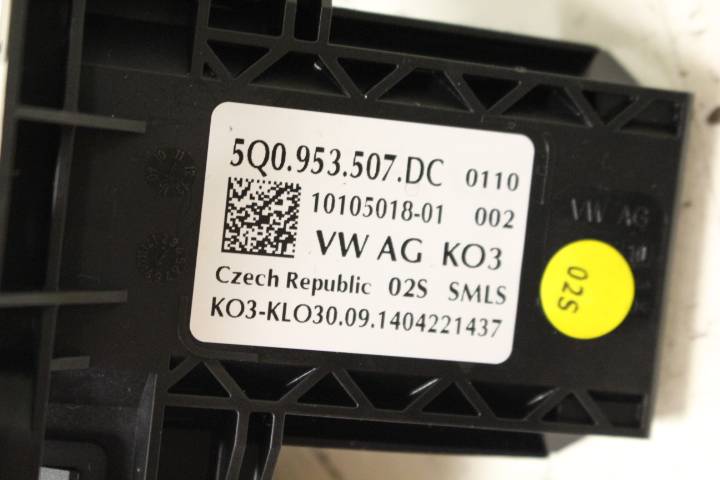 5Q0.953.507.DC 0110
10105018-01 002
VW AG KO3
Czech Republic 02S SMLS
KO3-KLO30.09.1404221437
VW AG
02S